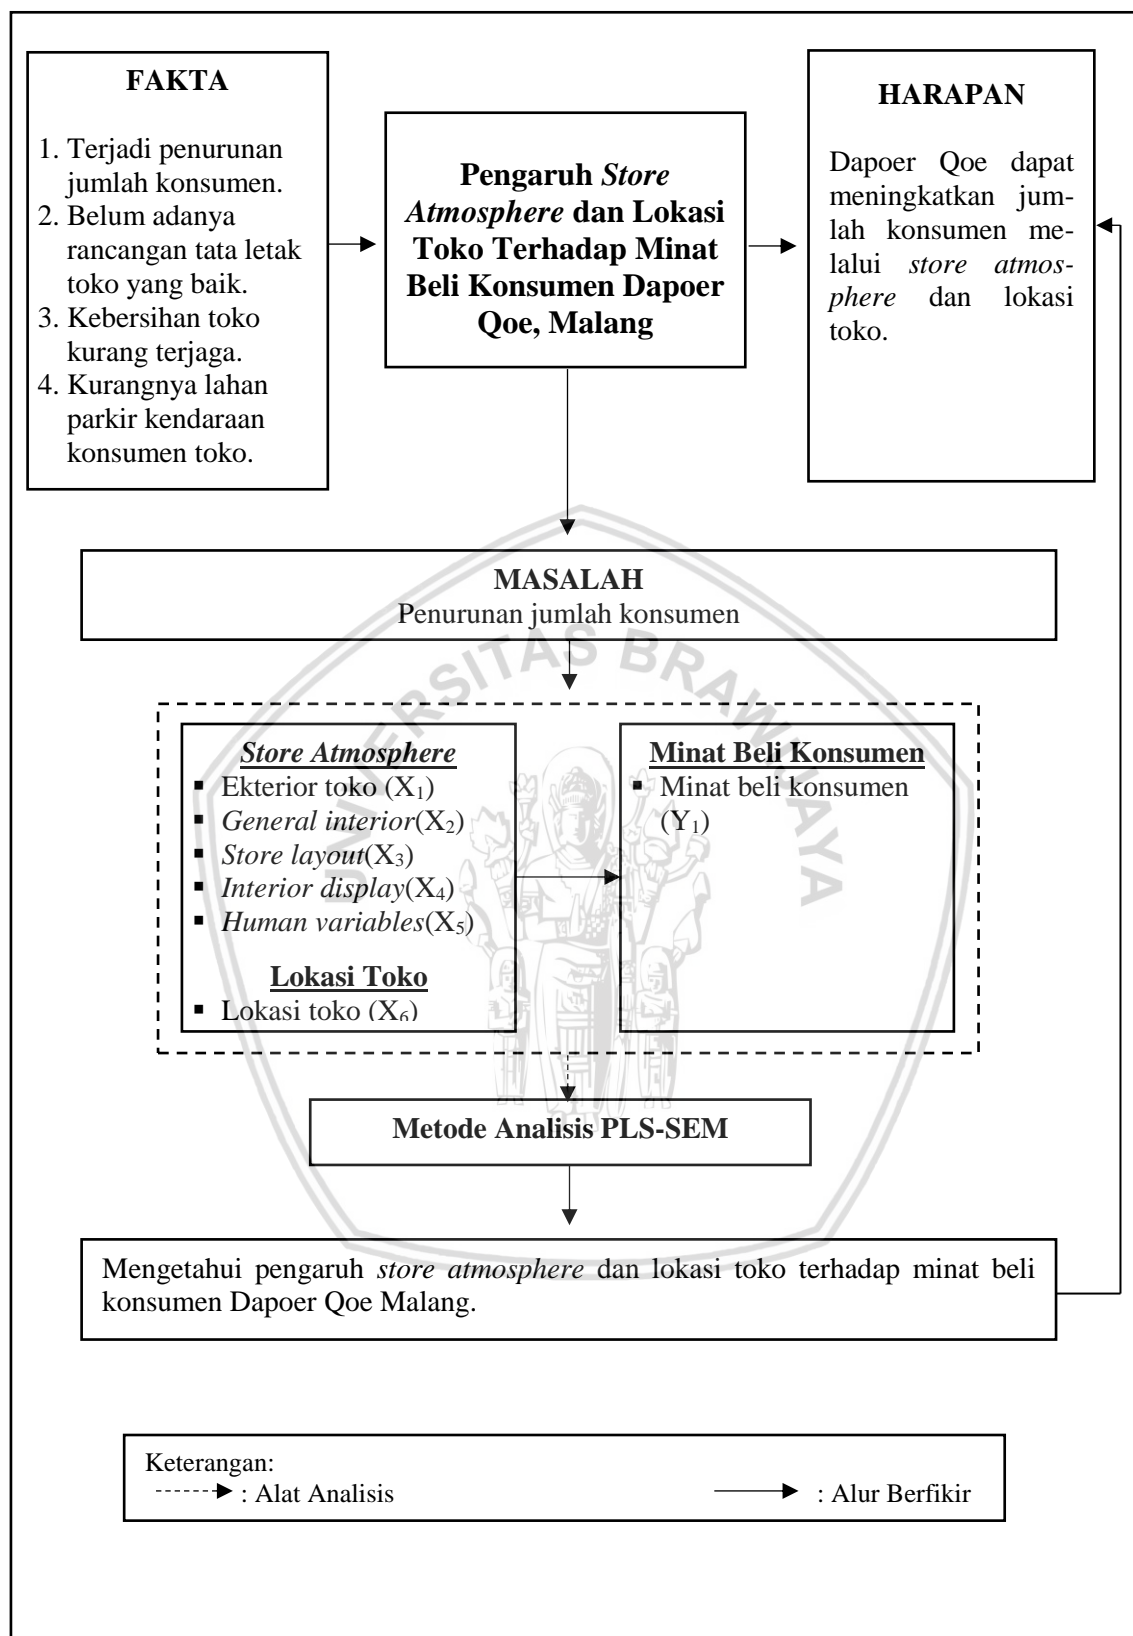 FAKTA
1. Terjadi penurunan
jumlah konsumen.
2. Belum adanya
rancangan tata letak
toko yang baik.
3. Kebersihan toko
kurang terjaga.
4. Kurangnya lahan
parkir kendaraan
konsumen toko.
Pengaruh Store
Atmosphere dan Lokasi
Toko Terhadap Minat
Beli Konsumen Dapoer
Qoe, Malang
HARAPAN
Dapoer Qoe dapat
meningkatkan jum-
lah konsumen me-
lalui store atmos-
phere dan lokasi
toko.
MASALAH
Penurunan jumlah konsumen
UNIVERSITAS BRAWIJAYA
Store Atmosphere
▪ Ekterior toko (X₁)
▪ General interior(X₂)
▪ Store layout(X₃)
▪ Interior display(X₄)
▪ Human variables(X₅)
Lokasi Toko
▪ Lokasi toko (X₆)
Minat Beli Konsumen
▪ Minat beli konsumen
(Y₁)
Metode Analisis PLS-SEM
Mengetahui pengaruh store atmosphere dan lokasi toko terhadap minat beli
konsumen Dapoer Qoe Malang.
Keterangan:
: Alat Analisis
: Alur Berfikir